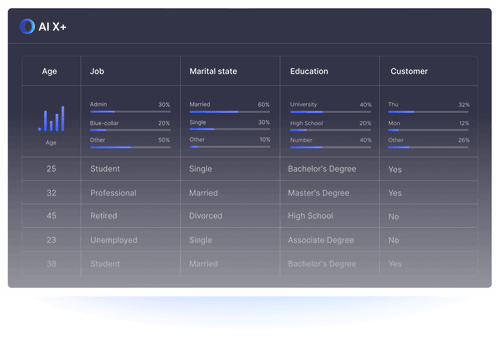 AI X+
Age Job Marital state Education Customer
Admin 30% Married 60% University 40% Thu 32%
Blue-collar 20% Single 30% High School 20% Mon 12%
Other 50% Other 10% Number 40% Other 26%
Age
25 Student Single Bachelor's Degree Yes
32 Professional Married Master's Degree Yes
45 Retired Divorced High School No
23 Unemployed Single Associate Degree No
38 Student Married Bachelor's Degree Yes